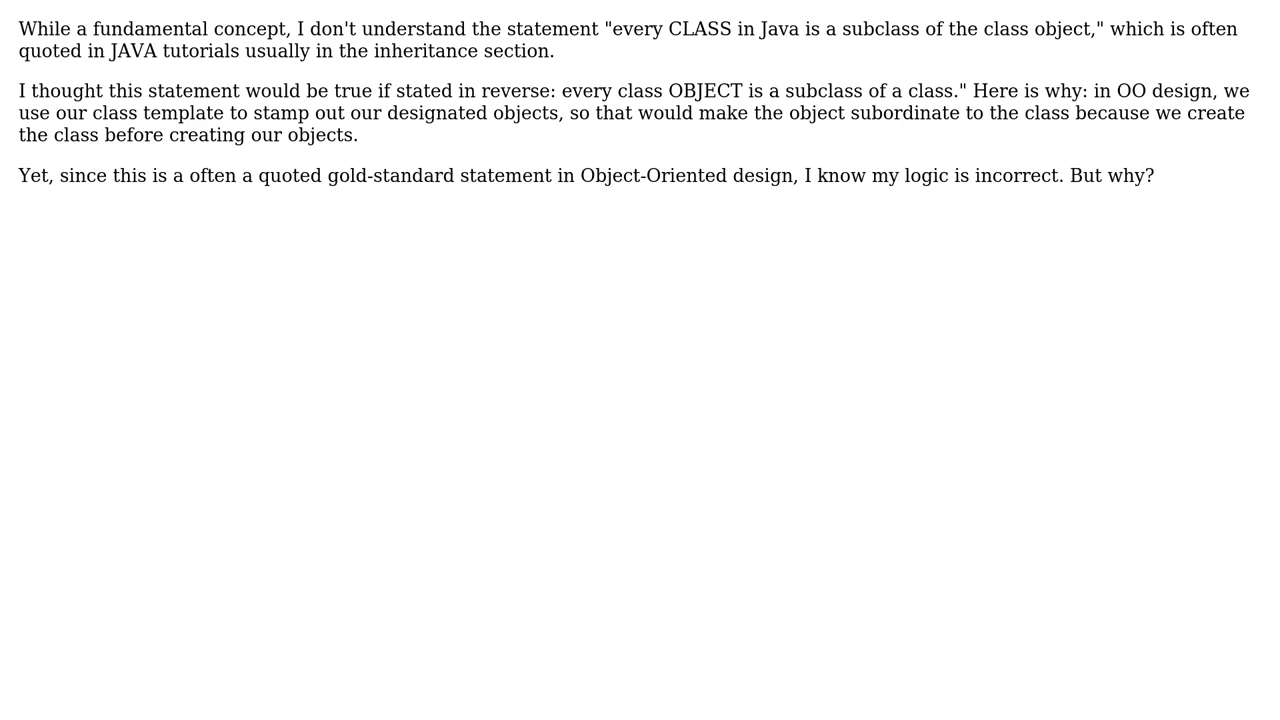 While a fundamental concept, I don't understand the statement "every CLASS in Java is a subclass of the class object," which is often
quoted in JAVA tutorials usually in the inheritance section.
I thought this statement would be true if stated in reverse: every class OBJECT is a subclass of a class." Here is why: in OO design, we
use our class template to stamp out our designated objects, so that would make the object subordinate to the class because we create
the class before creating our objects.
Yet, since this is a often a quoted gold-standard statement in Object-Oriented design, I know my logic is incorrect. But why?